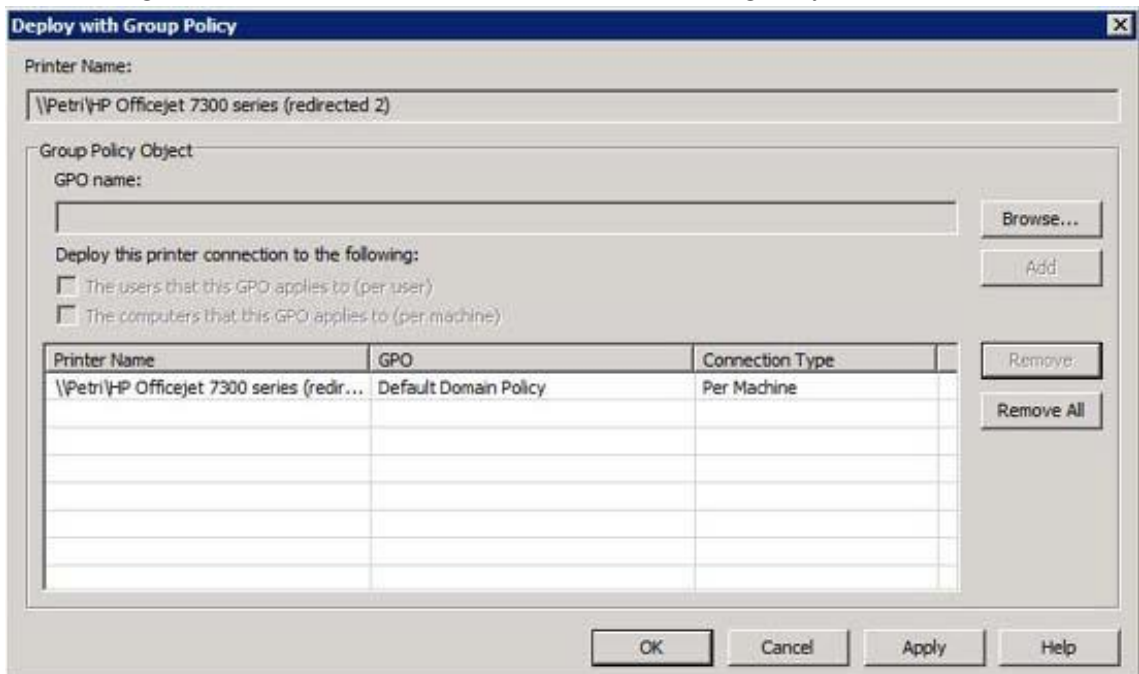 Deploy with Group Policy
Printer Name:
\\Petri\HP Officejet 7300 series (redirected 2)
Group Policy Object
GPO name:
Browse...
Deploy this printer connection to the following:
Add
The users that this GPO applies to (per user)
The computers that this GPO applies to (per machine)
Printer Name GPO Connection Type
Remove
\\Petri\HP Officejet 7300 series (redir... Default Domain Policy Per Machine
Remove All
OK Cancel Apply Help